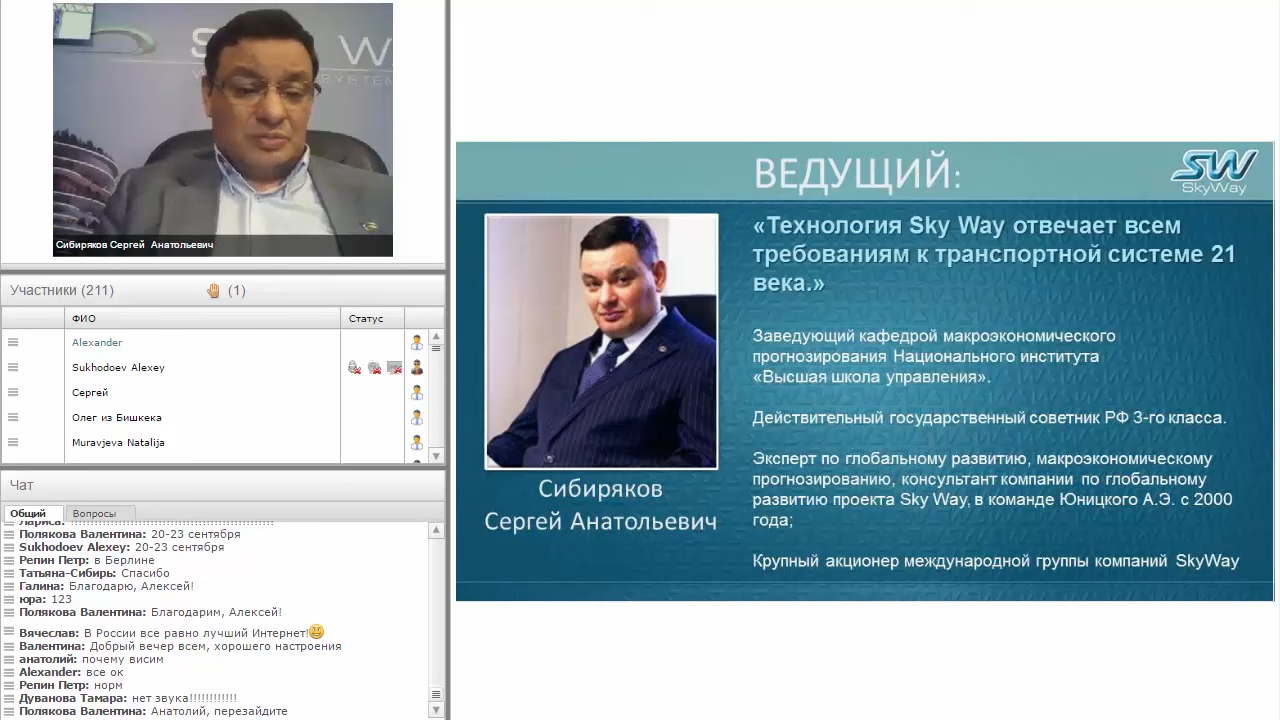 Сибиряков Сергей Анатольевич
Участники (211)
(1)
ФИО
Статус
Alexander
Sukhodoev Alexey
Сергей
Олег из Бишкека
Muravjeva Natalija
Чат
Общий
Вопросы
Лариса: !!!!!!!!!!!!!!!!!!!!!!!!!!!!!!!!!!!!!!!!!!!!!!!!!!!!!!!!
Полякова Валентина: 20-23 сентября
Sukhodoev Alexey: 20-23 сентября
Репин Петр: в Берлине
Татьяна-Сибирь: Спасибо
Галина: Благодарю, Алексей!
юра: 123
Полякова Валентина: Благодарим, Алексей!
Вячеслав: В России все равно лучший Интернет!
Валентина: Добрый вечер всем, хорошего настроения
анатолий: почему висим
Alexander: все ок
Репин Петр: норм
Дуванова Тамара: нет звука!!!!!!!!!!!!
Полякова Валентина: Анатолий, перезайдите
ВЕДУЩИЙ:
SW
SkyWay
«Технология Sky Way отвечает всем
требованиям к транспортной системе 21
века.»
Заведующий кафедрой макроэкономического
прогнозирования Национального института
«Высшая школа управления».
Действительный государственный советник РФ 3-го класса.
Эксперт по глобальному развитию, макроэкономическому
прогнозированию, консультант компании по глобальному
развитию проекта Sky Way, в команде Юницкого А.Э. с 2000
года;
Крупный акционер международной группы компаний SkyWay
Сибиряков
Сергей Анатольевич